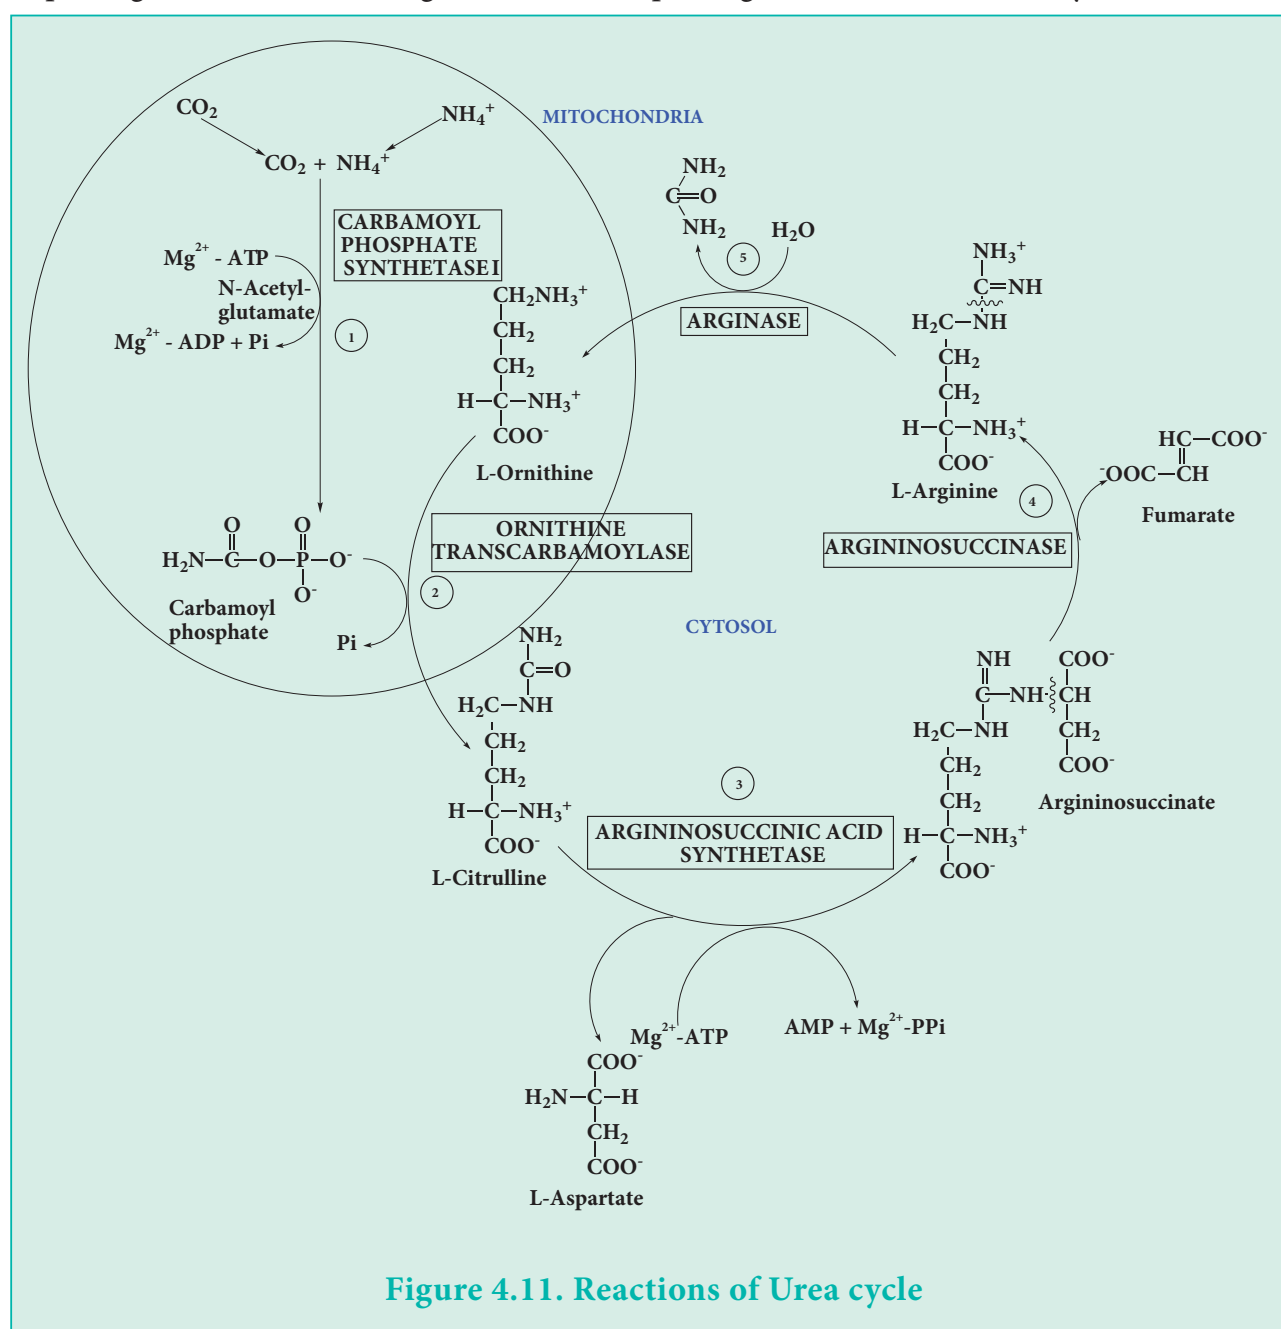 CO₂
NH₄⁺
MITOCHONDRIA
CO₂ + NH₄⁺
CARBAMOYL
PHOSPHATE
SYNTHETASE I
Mg²⁺ - ATP
N-Acetyl-
glutamate
Mg²⁺ - ADP + Pi
1
CH₂NH₃⁺
CH₂
CH₂
H—C—NH₃⁺
COO⁻
L-Ornithine
NH₂
C=O
NH₂
H₂O
5
ARGINASE
NH₃⁺
C=NH
H₂C—NH
CH₂
CH₂
H—C—NH₃⁺
COO⁻
L-Arginine
4
HC—COO⁻
⁻OOC—CH
Fumarate
ARGININOSUCCINASE
ORNITHINE
TRANSCARBAMOYLASE
O O
H₂N—C—O—P—O⁻
O⁻
Carbamoyl
phosphate
2
Pi
CYTOSOL
NH₂
C=O
H₂C—NH
CH₂
CH₂
H—C—NH₃⁺
COO⁻
L-Citrulline
3
ARGININOSUCCINIC ACID
SYNTHETASE
NH COO⁻
C—NH CH
H₂C—NH CH₂
CH₂ COO⁻
CH₂
Argininosuccinate
H—C—NH₃⁺
COO⁻
Mg²⁺-ATP
AMP + Mg²⁺-PPi
COO⁻
H₂N—C—H
CH₂
COO⁻
L-Aspartate
Figure 4.11. Reactions of Urea cycle